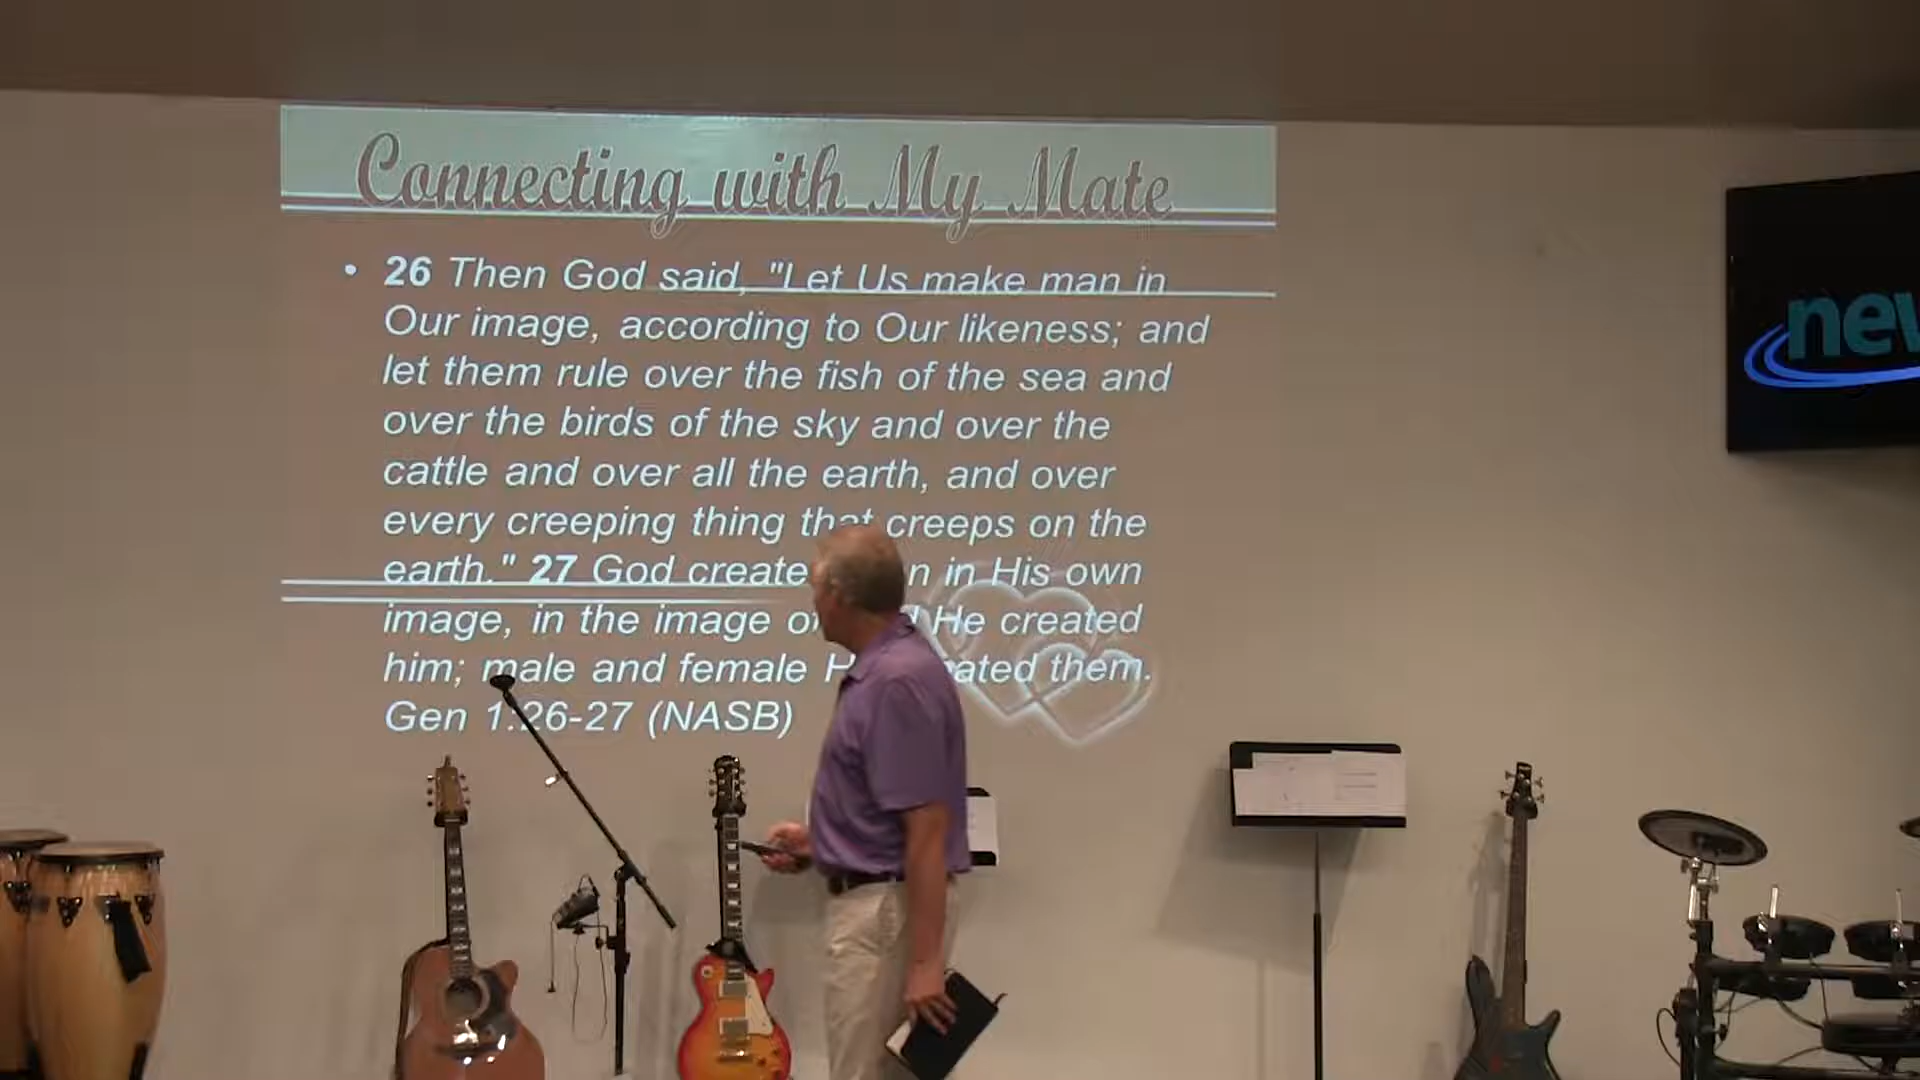 Connecting with My Mate
• 26 Then God said, "Let Us make man in
Our image, according to Our likeness; and
let them rule over the fish of the sea and
over the birds of the sky and over the
cattle and over all the earth, and over
every creeping thing that creeps on the
earth." 27 God create n in His own
image, in the image of He created
him; male and female them.
Gen 1:26-27 (NASB)
new